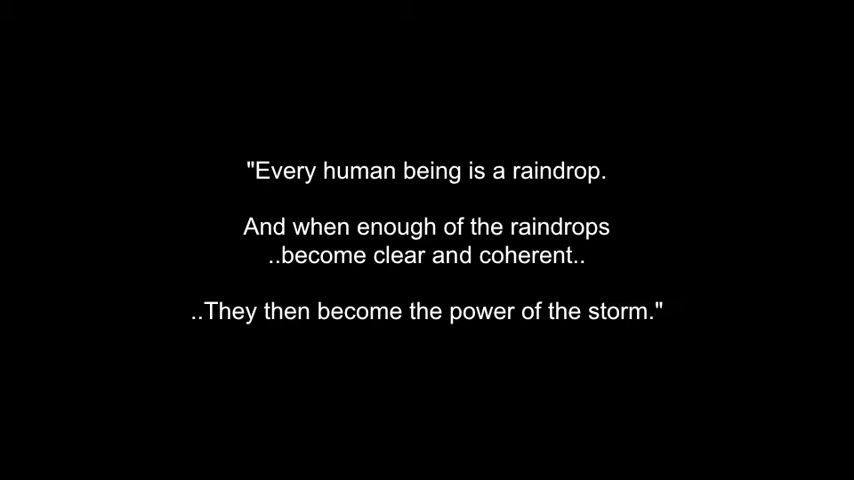 "Every human being is a raindrop.
And when enough of the raindrops
..become clear and coherent..
..They then become the power of the storm."